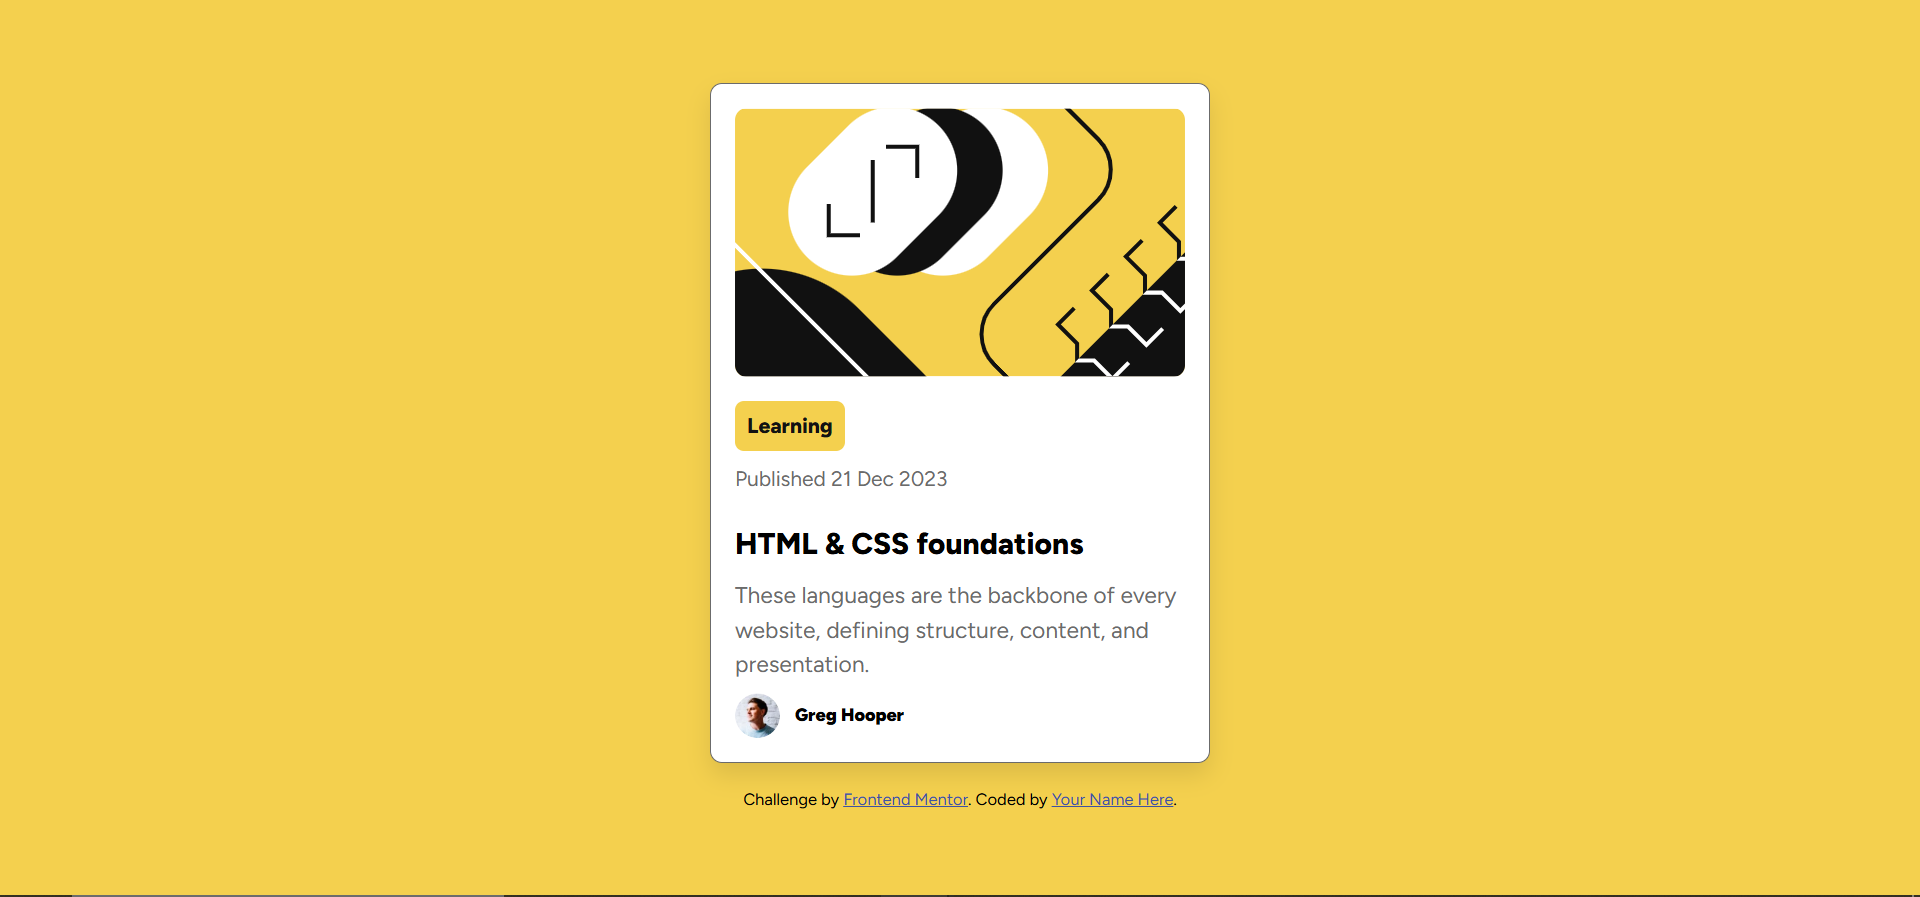 Learning
Published 21 Dec 2023
HTML & CSS foundations
These languages are the backbone of every
website, defining structure, content, and
presentation.
Greg Hooper
Challenge by Frontend Mentor. Coded by Your Name Here.